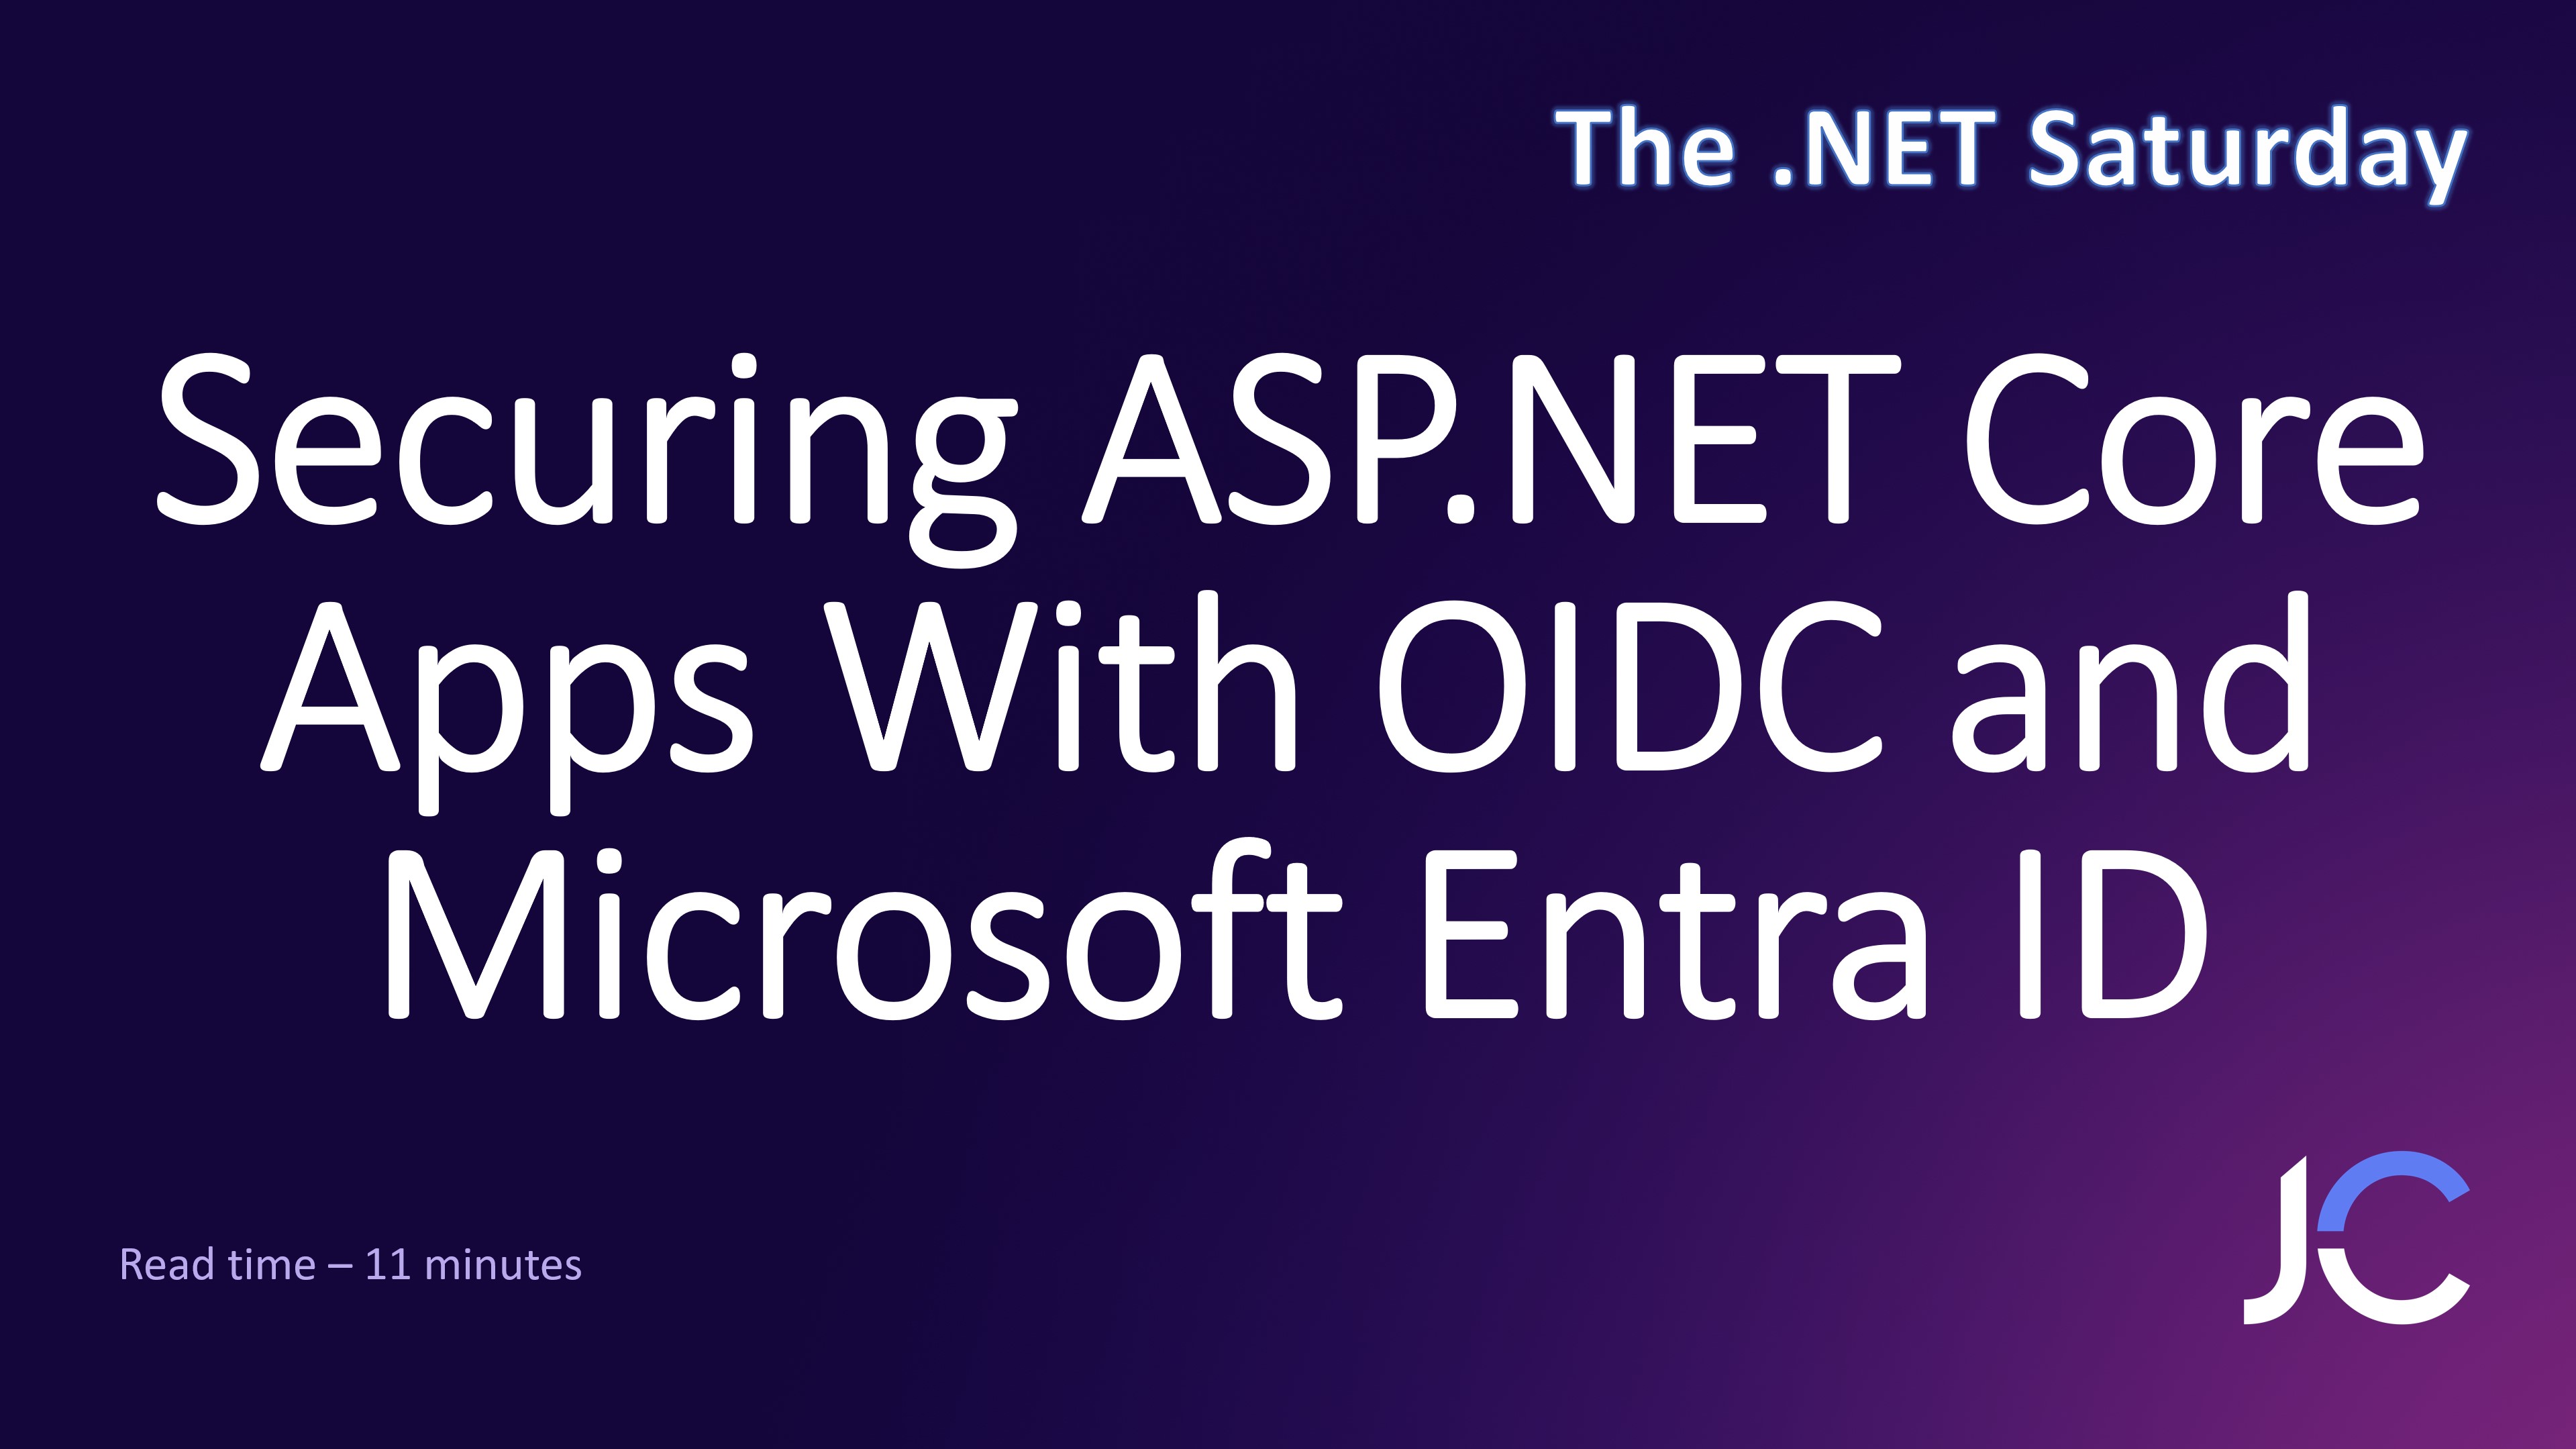 The .NET Saturday
Securing ASP.NET Core
Apps With OIDC and
Microsoft Entra ID
Read time – 11 minutes
JC